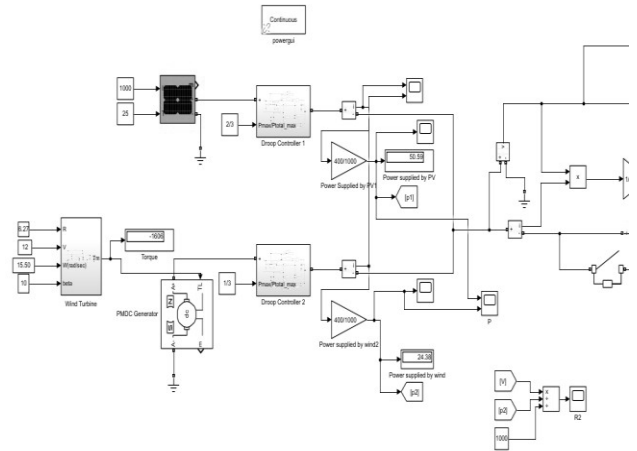 Continuous
powergui
1000
25
2/3
Pmax/Ptotal_max
Droop Controller 1
400/1000
Power Supplied by PV1
50.59
Power supplied by PV
[p1]
6.27
12
15.50
10
R
V
W(rad/sec)
beta
Tm
Wind Turbine
-1606
Torque
PMDC Generator
TL
1/3
Pmax/Ptotal_max
Droop Controller 2
400/1000
Power supplied by wind2
24.38
Power supplied by wind
[p2]
P
x
[V]
[p2]
1000
R2